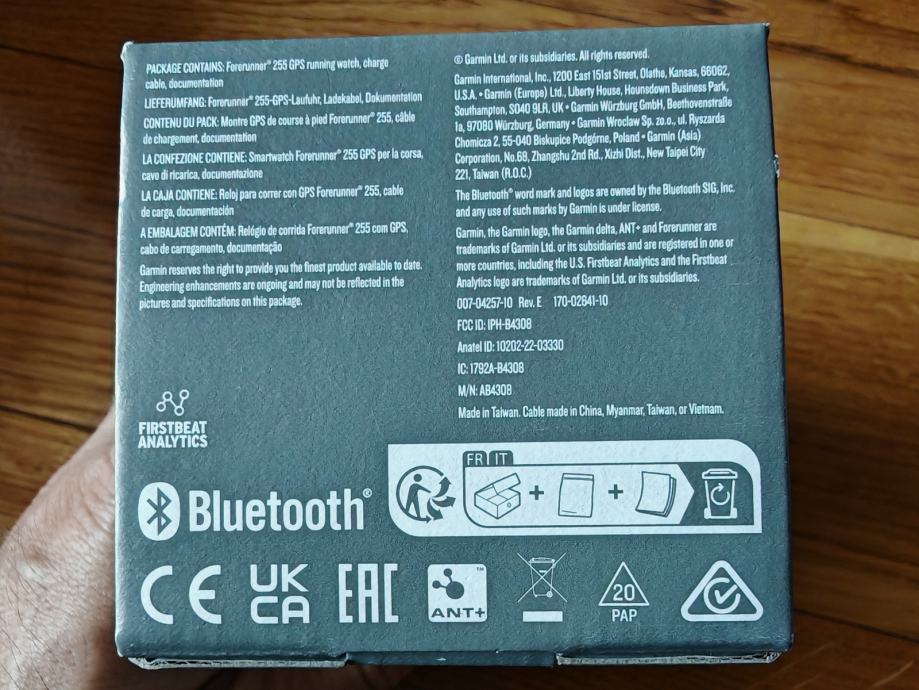 PACKAGE CONTAINS: Forerunner® 255 GPS running watch, charge
cable, documentation
LIEFERUMFANG: Forerunner® 255-GPS-Laufuhr, Ladekabel, Dokumentation
CONTENU DU PACK: Montre GPS de course à pied Forerunner® 255, câble
de chargement, documentation
LA CONFEZIONE CONTIENE: Smartwatch Forerunner® 255 GPS per la corsa,
cavo di ricarica, documentazione
LA CAJA CONTIENE: Reloj para correr con GPS Forerunner® 255, cable
de carga, documentación
A EMBALAGEM CONTÉM: Relógio de corrida Forerunner® 255 com GPS,
cabo de carregamento, documentação
Garmin reserves the right to provide you the finest product available to date.
Engineering enhancements are ongoing and may not be reflected in the
pictures and specifications on this package.
© Garmin Ltd. or its subsidiaries. All rights reserved.
Garmin International, Inc., 1200 East 151st Street, Olathe, Kansas, 66062,
U.S.A. • Garmin (Europe) Ltd., Liberty House, Hounsdown Business Park,
Southampton, SO40 9LR, UK • Garmin Würzburg GmbH, Beethovenstraße
1a, 97080 Würzburg, Germany • Garmin Wroclaw Sp. zo.o., ul. Ryszarda
Chomicza 2, 55-040 Biskupice Podgórne, Poland • Garmin (Asia)
Corporation, No.68, Zhangshu 2nd Rd., Xizhi Dist., New Taipei City
221, Taiwan (R.O.C.)
The Bluetooth® word mark and logos are owned by the Bluetooth SIG, Inc.
and any use of such marks by Garmin is under license.
Garmin, the Garmin logo, the Garmin delta, ANT+ and Forerunner are
trademarks of Garmin Ltd. or its subsidiaries and are registered in one or
more countries, including the U.S. Firstbeat Analytics and the Firstbeat
Analytics logo are trademarks of Garmin Ltd. or its subsidiaries.
007-04257-10 Rev. E 170-02641-10
FCC ID: IPH-B4308
Anatel ID: 10202-22-03330
IC: 1792A-B4308
M/N: AB4308
Made in Taiwan. Cable made in China, Myanmar, Taiwan, or Vietnam.
FIRSTBEAT
ANALYTICS
FR IT
+ +
Bluetooth®
CE
UK
CA
EAC
ANT+™
20
PAP